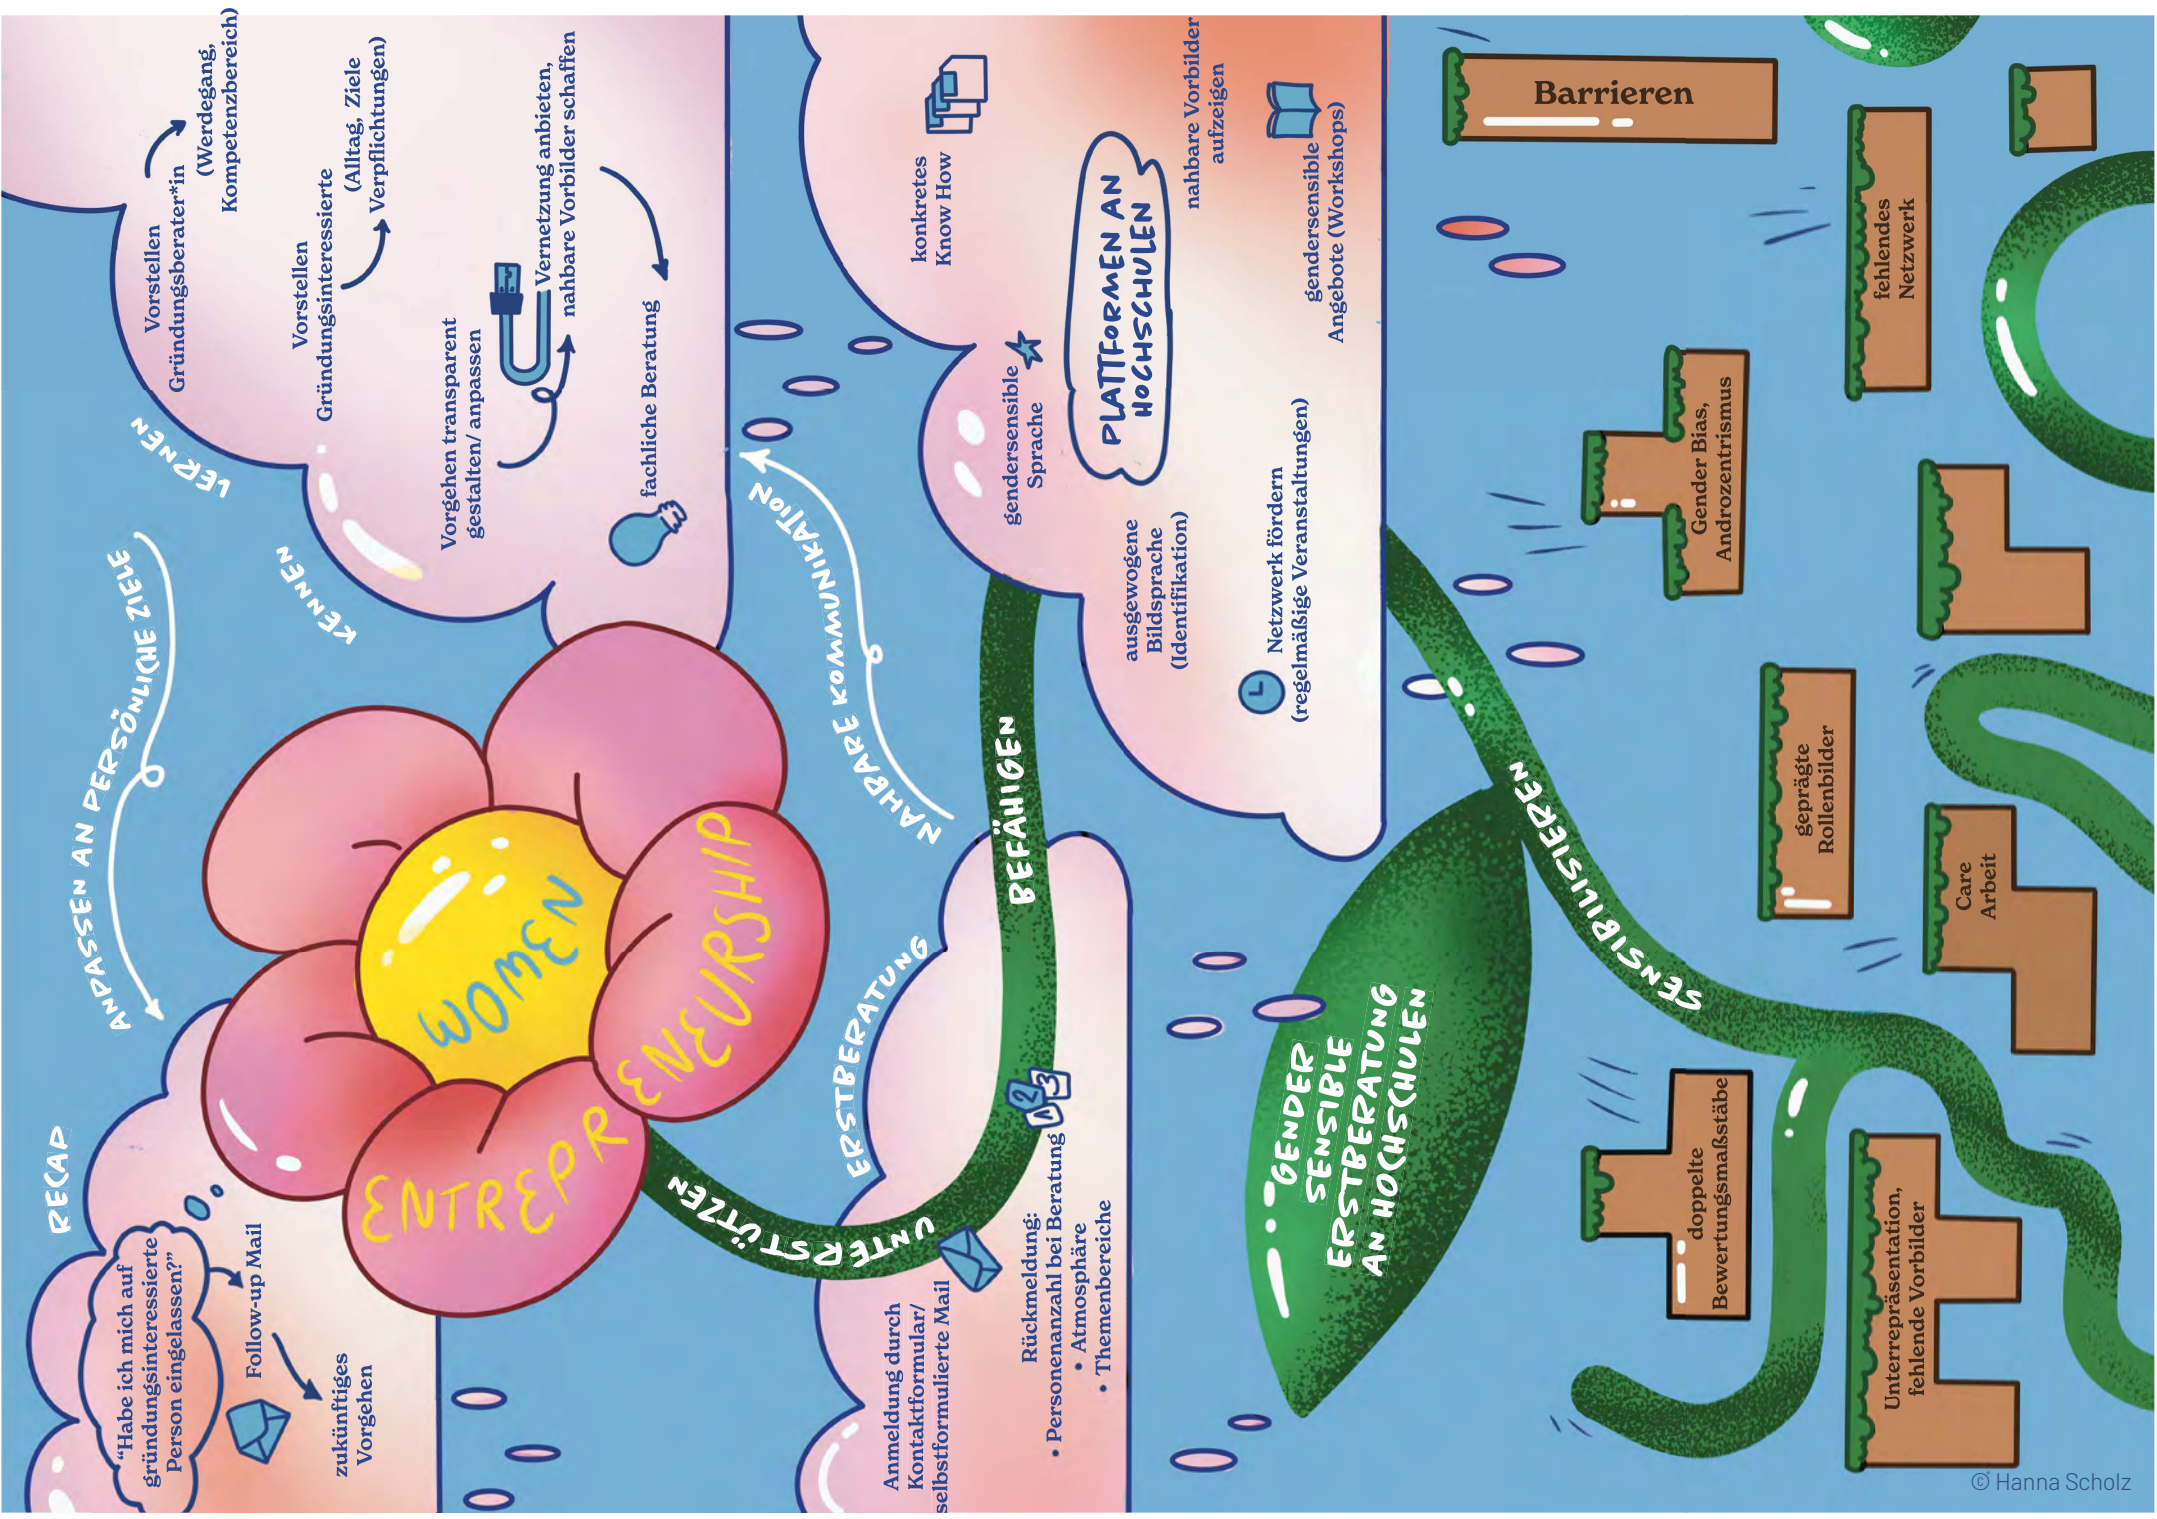 RECAP
“Habe ich mich auf
gründungsinteressierte
Person eingelassen?”
Follow-up Mail
zukünftiges
Vorgehen
ANPASSEN AN PERSÖNLICHE ZIELE
KENNEN
LERNEN
Vorstellen
Gründungsberater*in
(Werdegang,
Kompetenzbereich)
Vorstellen
Gründungsinteressierte
(Alltag, Ziele
Verpflichtungen)
Vorgehen transparent
gestalten/ anpassen
Vernetzung anbieten,
nahbare Vorbilder schaffen
fachliche Beratung
WOMEN
ENTREPRENEURSHIP
NAHBARE KOMMUNIKATION
UNTERSTÜTZEN
ERSTBERATUNG
Anmeldung durch
Kontaktformular/
selbstformulierte Mail
1 2 3
Rückmeldung:
• Personenanzahl bei Beratung
• Atmosphäre
• Themenbereiche
BEFÄHIGEN
konkretes
Know How
gendersensible
Sprache
PLATTFORMEN AN
HOCHSCHULEN
nahbare Vorbilder
aufzeigen
ausgewogene
Bildsprache
(Identifikation)
gendersensible
Angebote (Workshops)
Netzwerk fördern
(regelmäßige Veranstaltungen)
GENDER
SENSIBLE
ERSTBERATUNG
AN HOCHSCHULEN
SENSIBILISIEREN
Barrieren
fehlendes
Netzwerk
Gender Bias,
Androzentrismus
geprägte
Rollenbilder
Care
Arbeit
doppelte
Bewertungsmaßstäbe
Unterrepräsentation,
fehlende Vorbilder
© Hanna Scholz